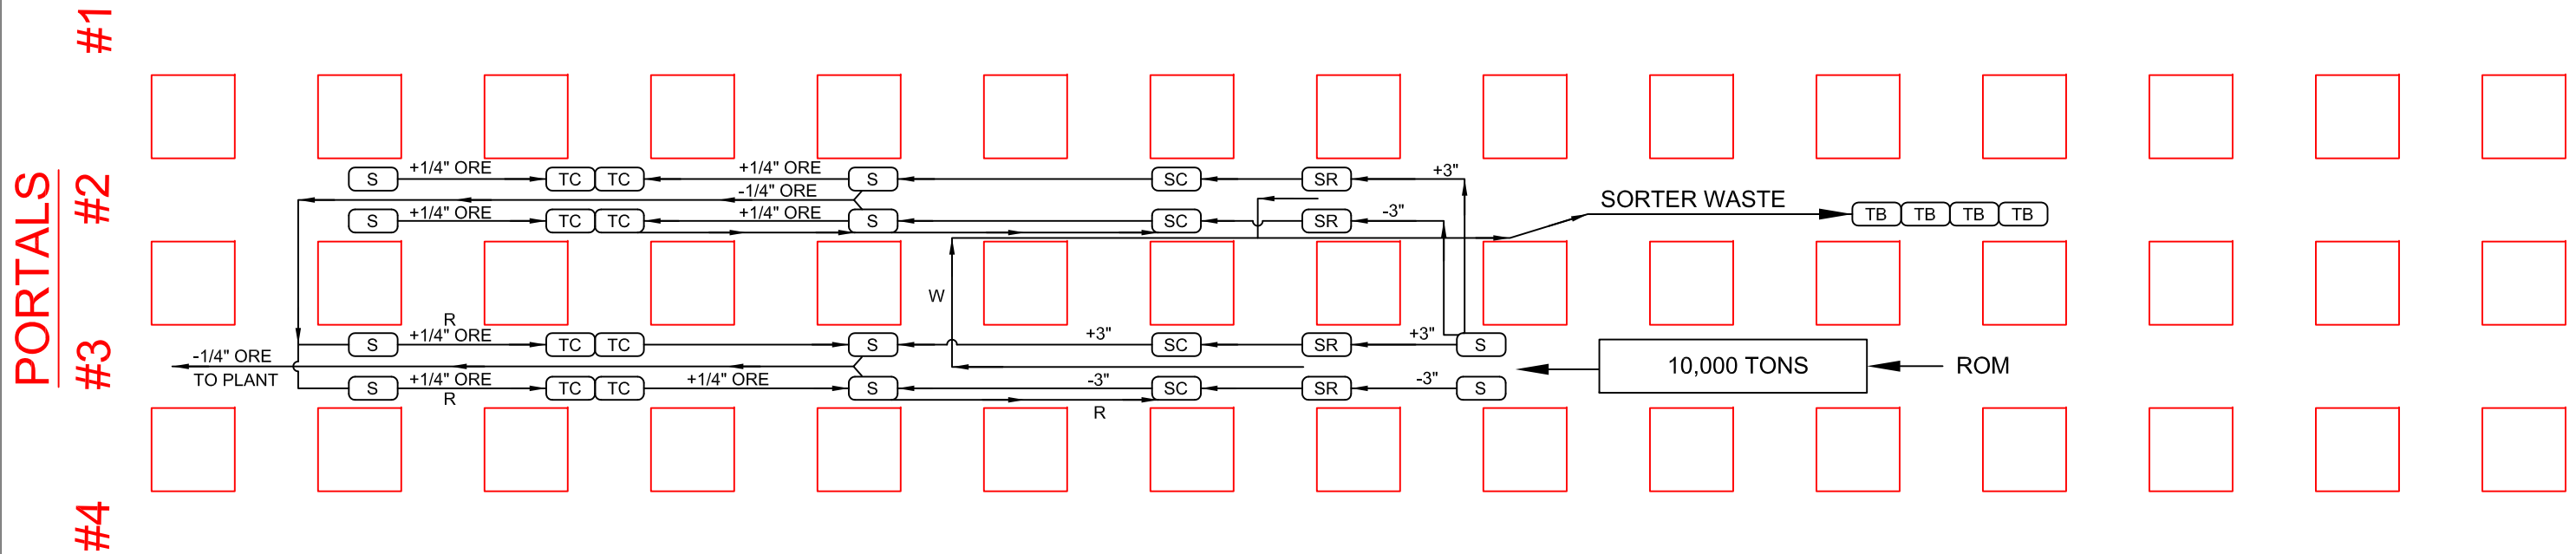 PORTALS
#1
#2
#3
#4
S +1/4" ORE TC TC +1/4" ORE S SC SR +3"
-1/4" ORE
S +1/4" ORE TC TC +1/4" ORE S SC SR -3"
SORTER WASTE TB TB TB TB
W
R
S +1/4" ORE TC TC S +3" SC SR +3" S
-1/4" ORE
TO PLANT
10,000 TONS ROM
S +1/4" ORE TC TC +1/4" ORE S -3" SC SR -3" S
R
R